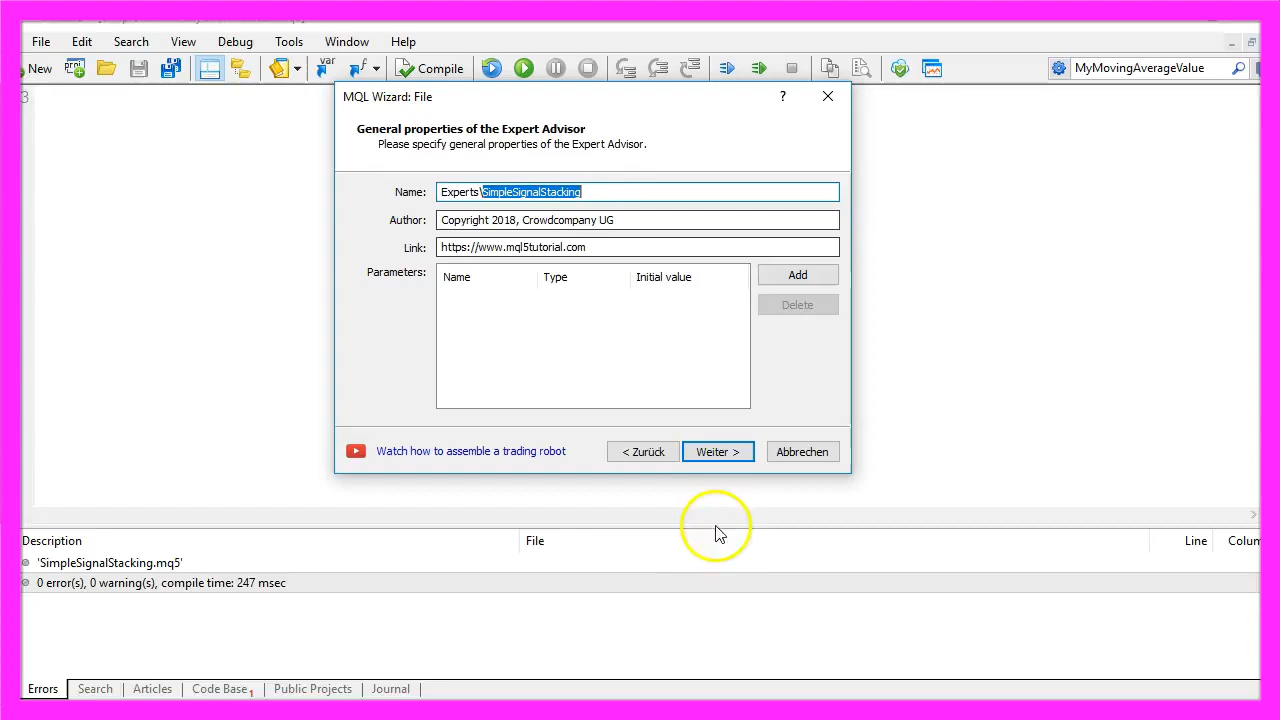 File Edit Search View Debug Tools Window Help
New var Compile MyMovingAverageValue
3
MQL Wizard: File ?
General properties of the Expert Advisor
Please specify general properties of the Expert Advisor.
Name: Experts\SimpleSignalStacking
Author: Copyright 2018, Crowdcompany UG
Link: https://www.mql5tutorial.com
Parameters: Name Type Initial value Add
Delete
Watch how to assemble a trading robot < Zurück Weiter > Abbrechen
Description File Line Colum
'SimpleSignalStacking.mq5'
0 error(s), 0 warning(s), compile time: 247 msec
Errors Search Articles Code Base 1 Public Projects Journal